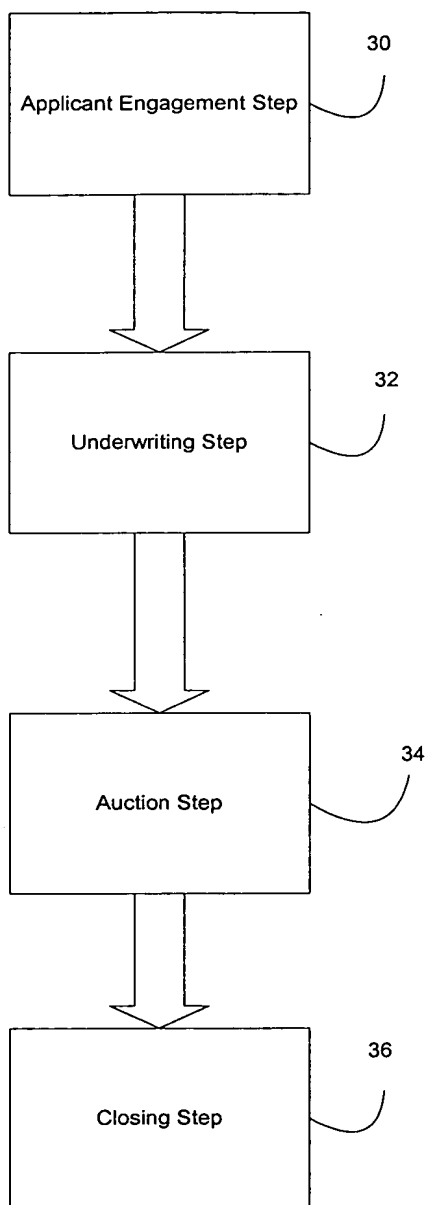 30
Applicant Engagement Step
32
Underwriting Step
34
Auction Step
36
Closing Step